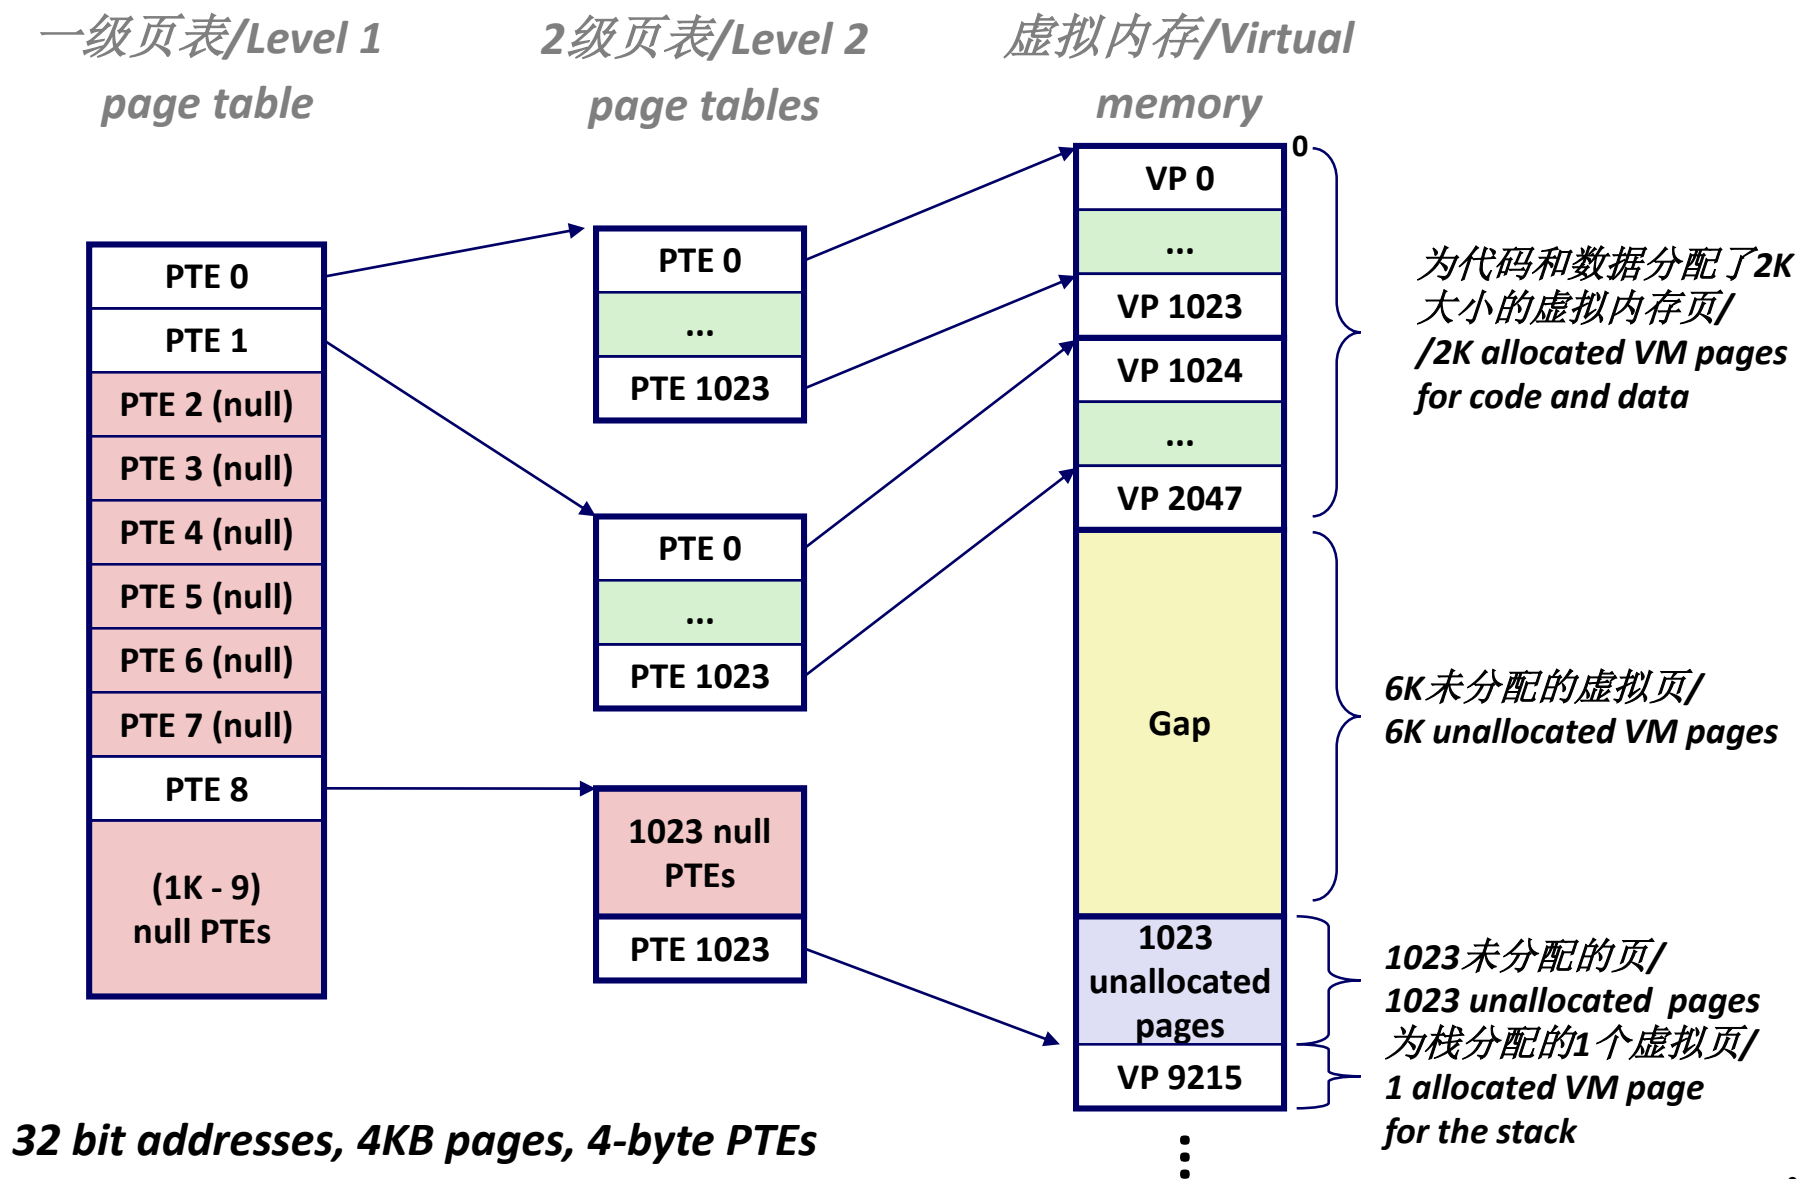 一级页表/Level 1
page table
2级页表/Level 2
page tables
虚拟内存/Virtual
memory
PTE 0
PTE 1
PTE 2 (null)
PTE 3 (null)
PTE 4 (null)
PTE 5 (null)
PTE 6 (null)
PTE 7 (null)
PTE 8
(1K - 9)
null PTEs
PTE 0
...
PTE 1023
PTE 0
...
PTE 1023
1023 null
PTEs
PTE 1023
0
VP 0
...
VP 1023
VP 1024
...
VP 2047
Gap
1023
unallocated
pages
VP 9215
...
为代码和数据分配了2K
大小的虚拟内存页/
/2K allocated VM pages
for code and data
6K未分配的虚拟页/
6K unallocated VM pages
1023未分配的页/
1023 unallocated pages
为栈分配的1个虚拟页/
1 allocated VM page
for the stack
32 bit addresses, 4KB pages, 4-byte PTEs